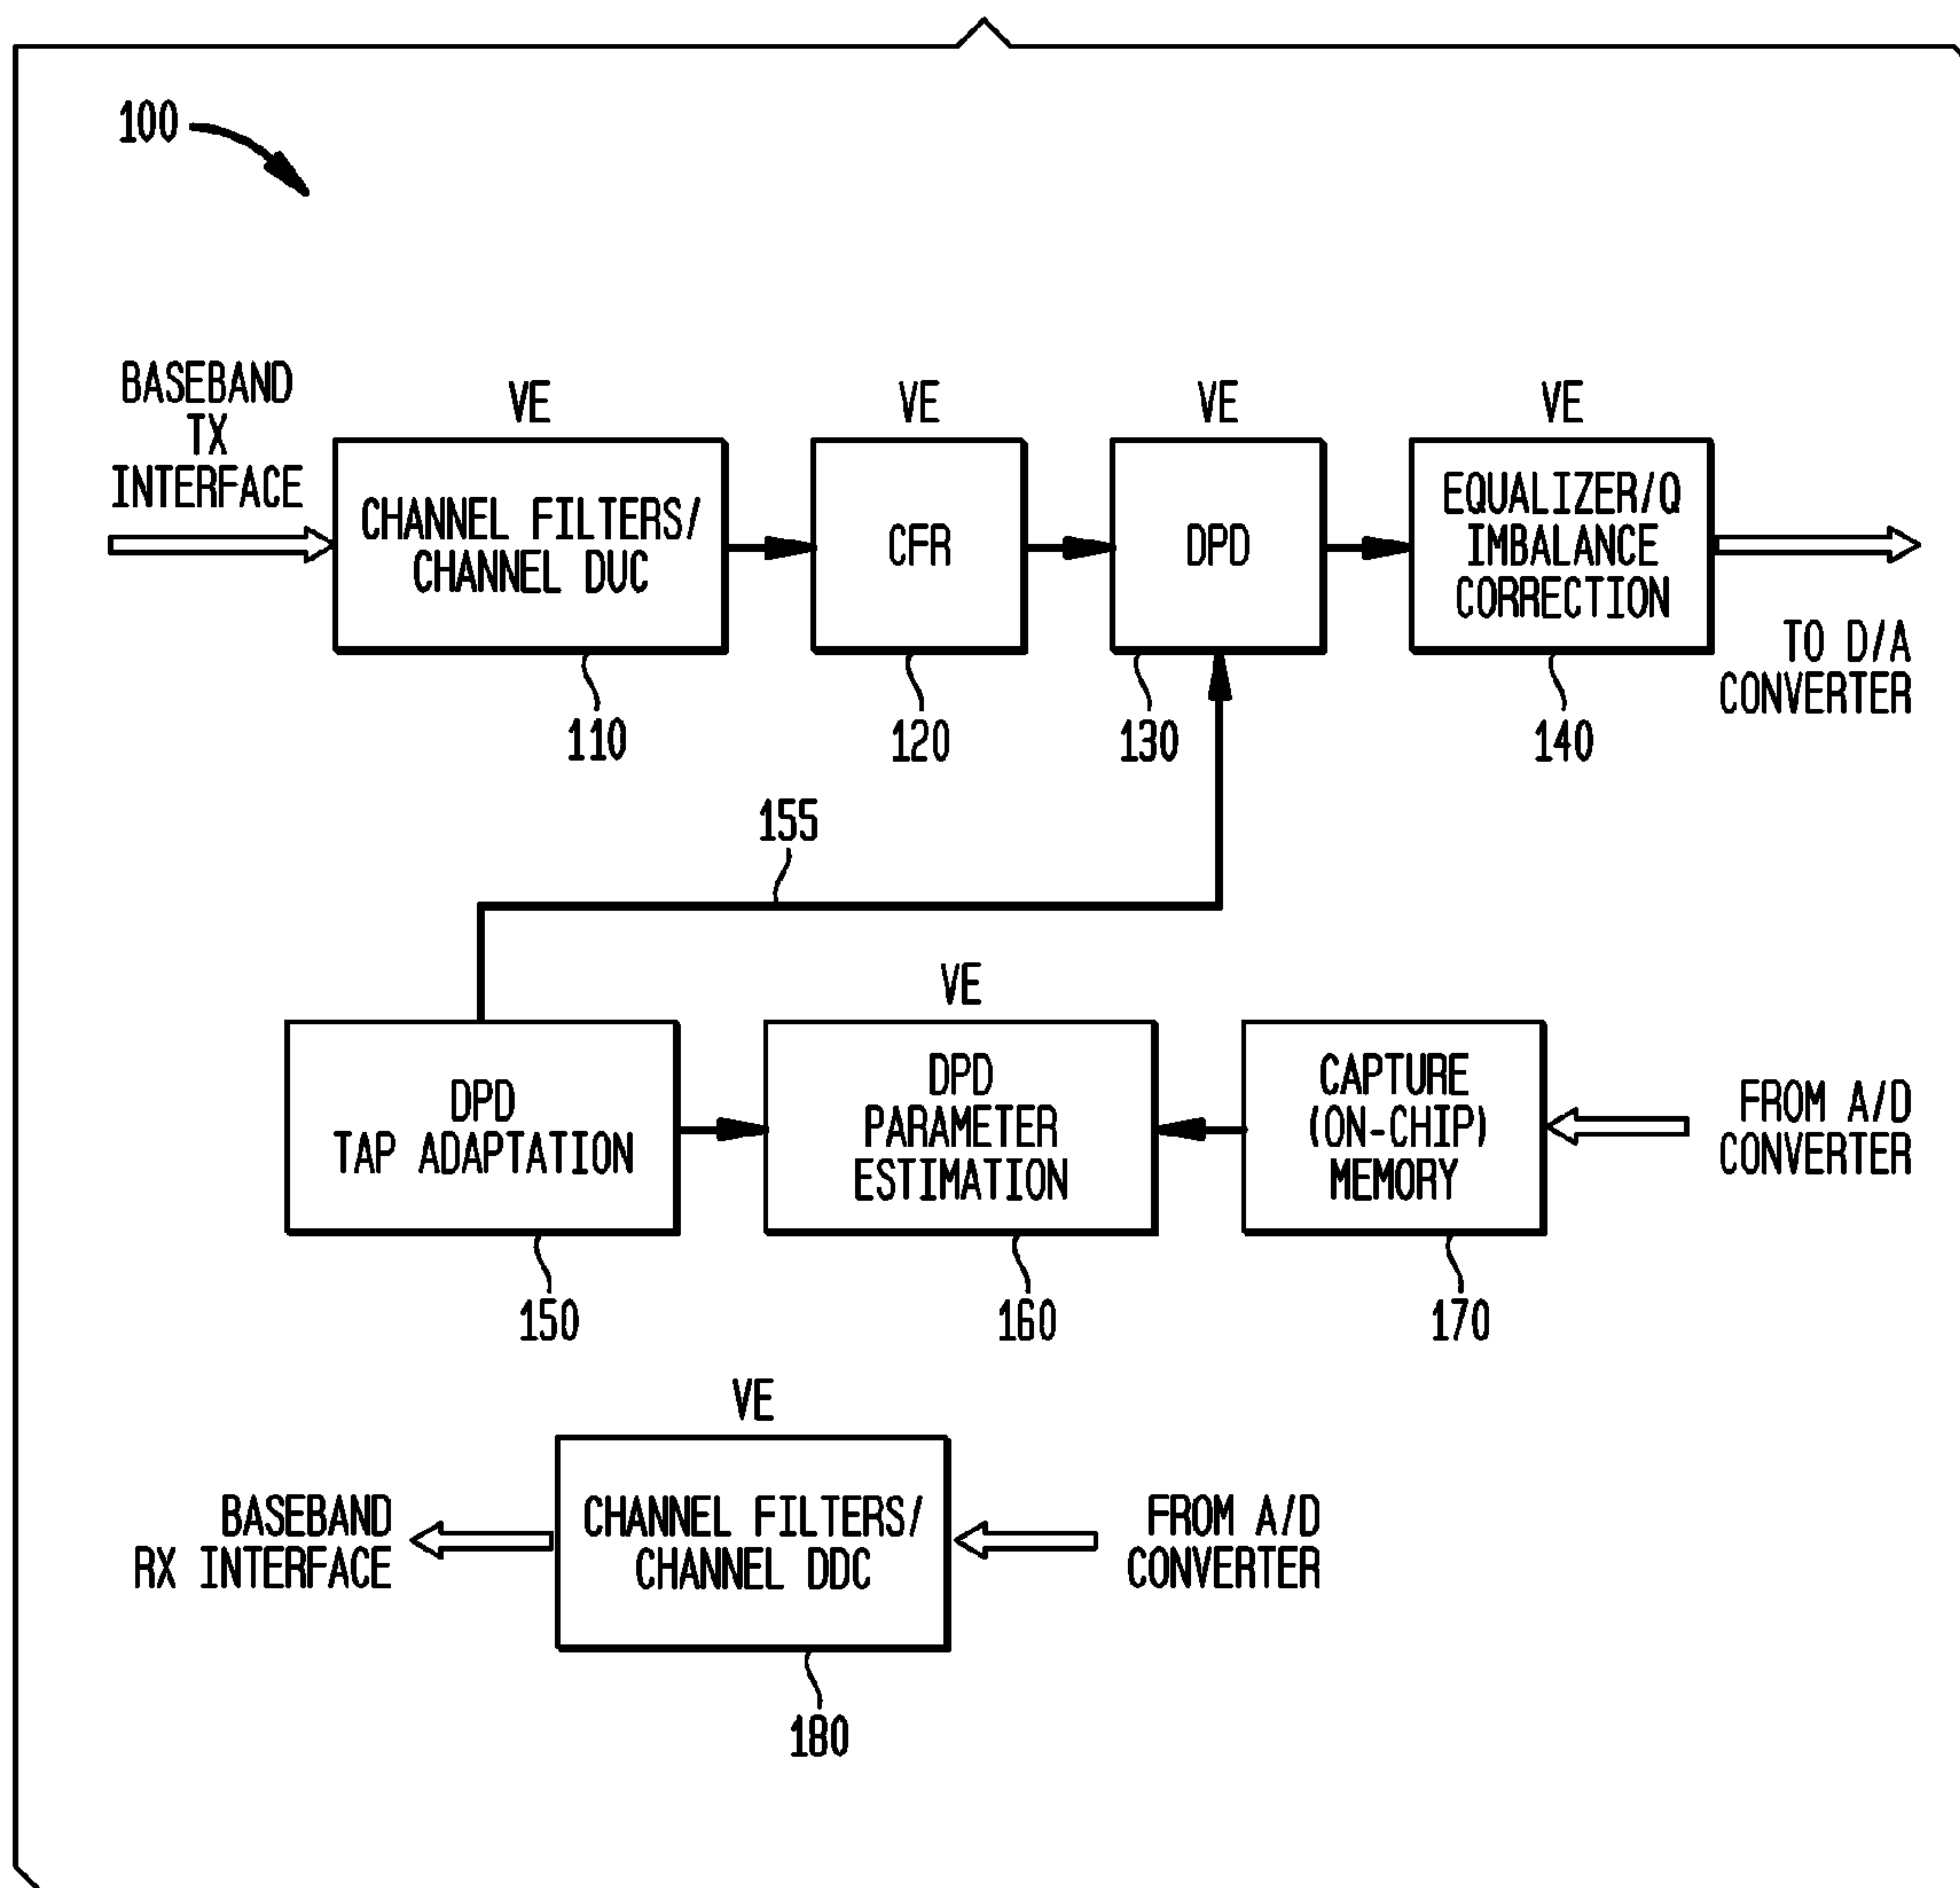 100
BASEBAND
TX
INTERFACE
VE
CHANNEL FILTERS/
CHANNEL DUC
110
VE
CFR
120
VE
DPD
130
VE
EQUALIZER/Q
IMBALANCE
CORRECTION
140
TO D/A
CONVERTER
155
DPD
TAP ADAPTATION
150
VE
DPD
PARAMETER
ESTIMATION
160
CAPTURE
(ON-CHIP)
MEMORY
170
FROM A/D
CONVERTER
BASEBAND
RX INTERFACE
VE
CHANNEL FILTERS/
CHANNEL DDC
180
FROM A/D
CONVERTER